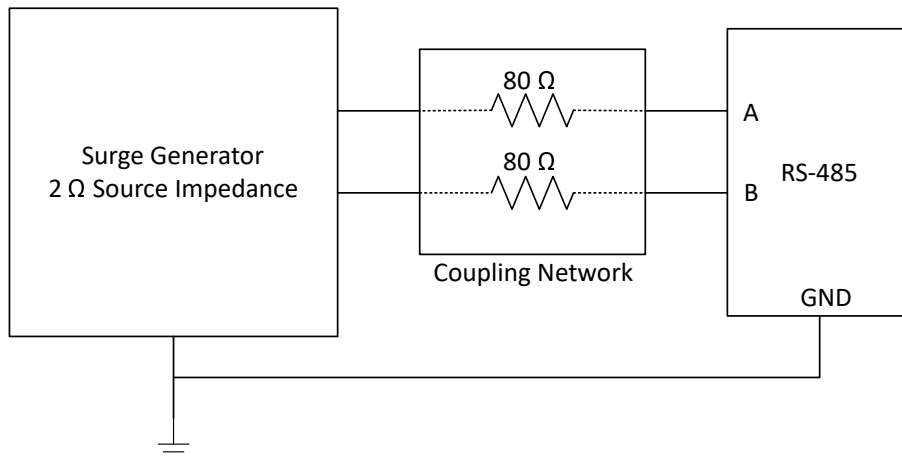 Surge Generator
2 Ω Source Impedance
80 Ω
80 Ω
Coupling Network
A
B
RS-485
GND